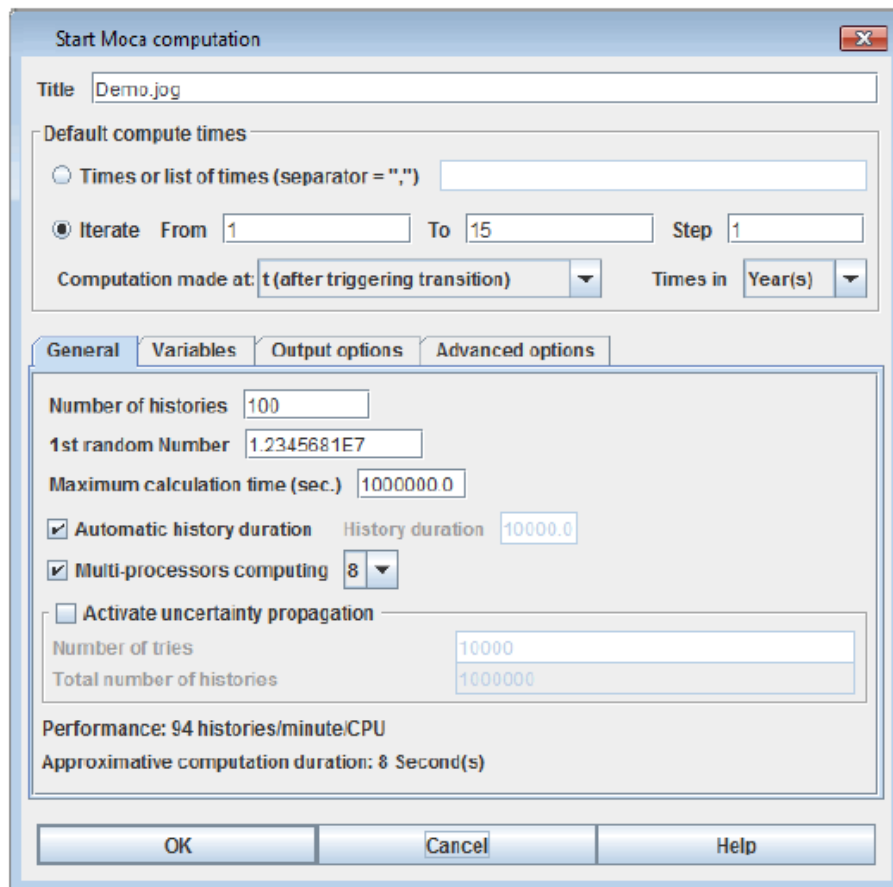 Start Moca computation
Title Demo.jog
Default compute times
Times or list of times (separator = ",")
Iterate From 1 To 15 Step 1
Computation made at: t (after triggering transition) Times in Year(s)
General Variables Output options Advanced options
Number of histories 100
1st random Number 1.2345681E7
Maximum calculation time (sec.) 1000000.0
Automatic history duration History duration 10000.0
Multi-processors computing 8
Activate uncertainty propagation
Number of tries 10000
Total number of histories 1000000
Performance: 94 histories/minute/CPU
Approximative computation duration: 8 Second(s)
OK Cancel Help